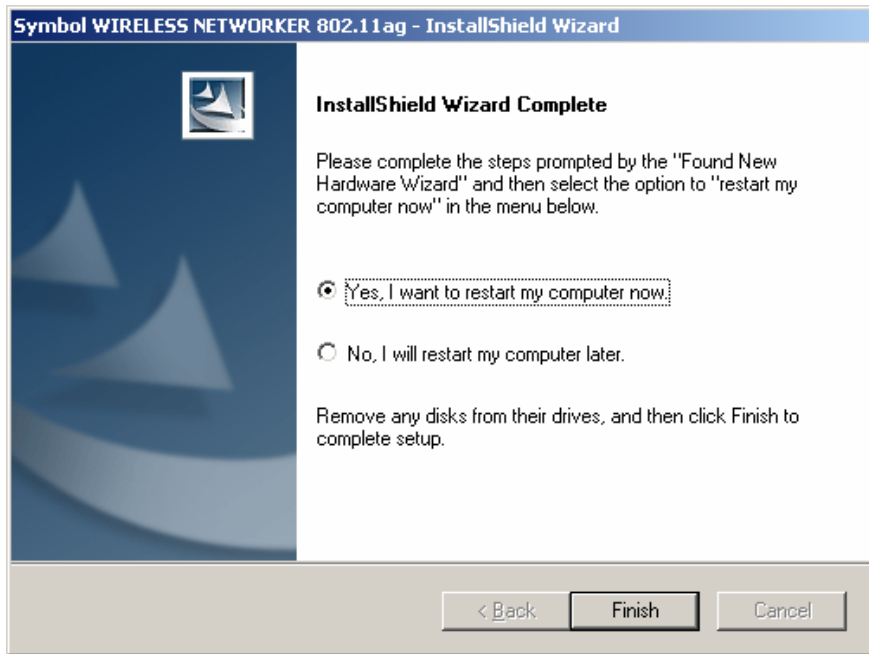 Symbol WIRELESS NETWORKER 802.11ag - InstallShield Wizard
InstallShield Wizard Complete
Please complete the steps prompted by the "Found New
Hardware Wizard" and then select the option to "restart my
computer now" in the menu below.
Yes, I want to restart my computer now.
No, I will restart my computer later.
Remove any disks from their drives, and then click Finish to
complete setup.
< Back
Finish
Cancel